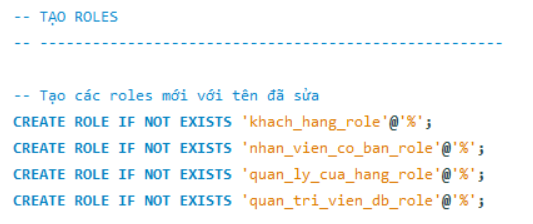 -- TẠO ROLES
-- --------------------------------------------------
-- Tạo các roles mới với tên đã sửa
CREATE ROLE IF NOT EXISTS 'khach_hang_role'@'%';
CREATE ROLE IF NOT EXISTS 'nhan_vien_co_ban_role'@'%';
CREATE ROLE IF NOT EXISTS 'quan_ly_cua_hang_role'@'%';
CREATE ROLE IF NOT EXISTS 'quan_tri_vien_db_role'@'%';